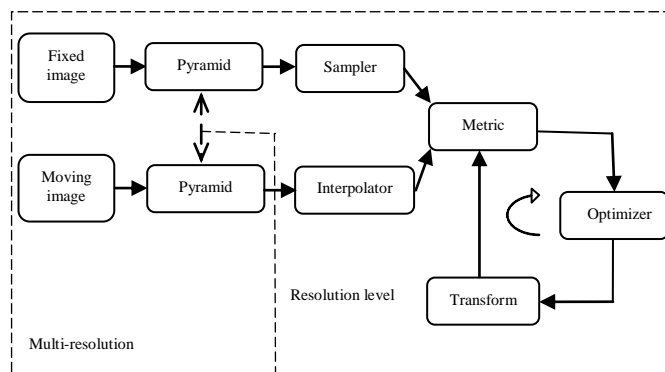 Fixed
image
Pyramid
Sampler
Metric
Moving
image
Pyramid
Interpolator
Optimizer
Transform
Resolution level
Multi-resolution